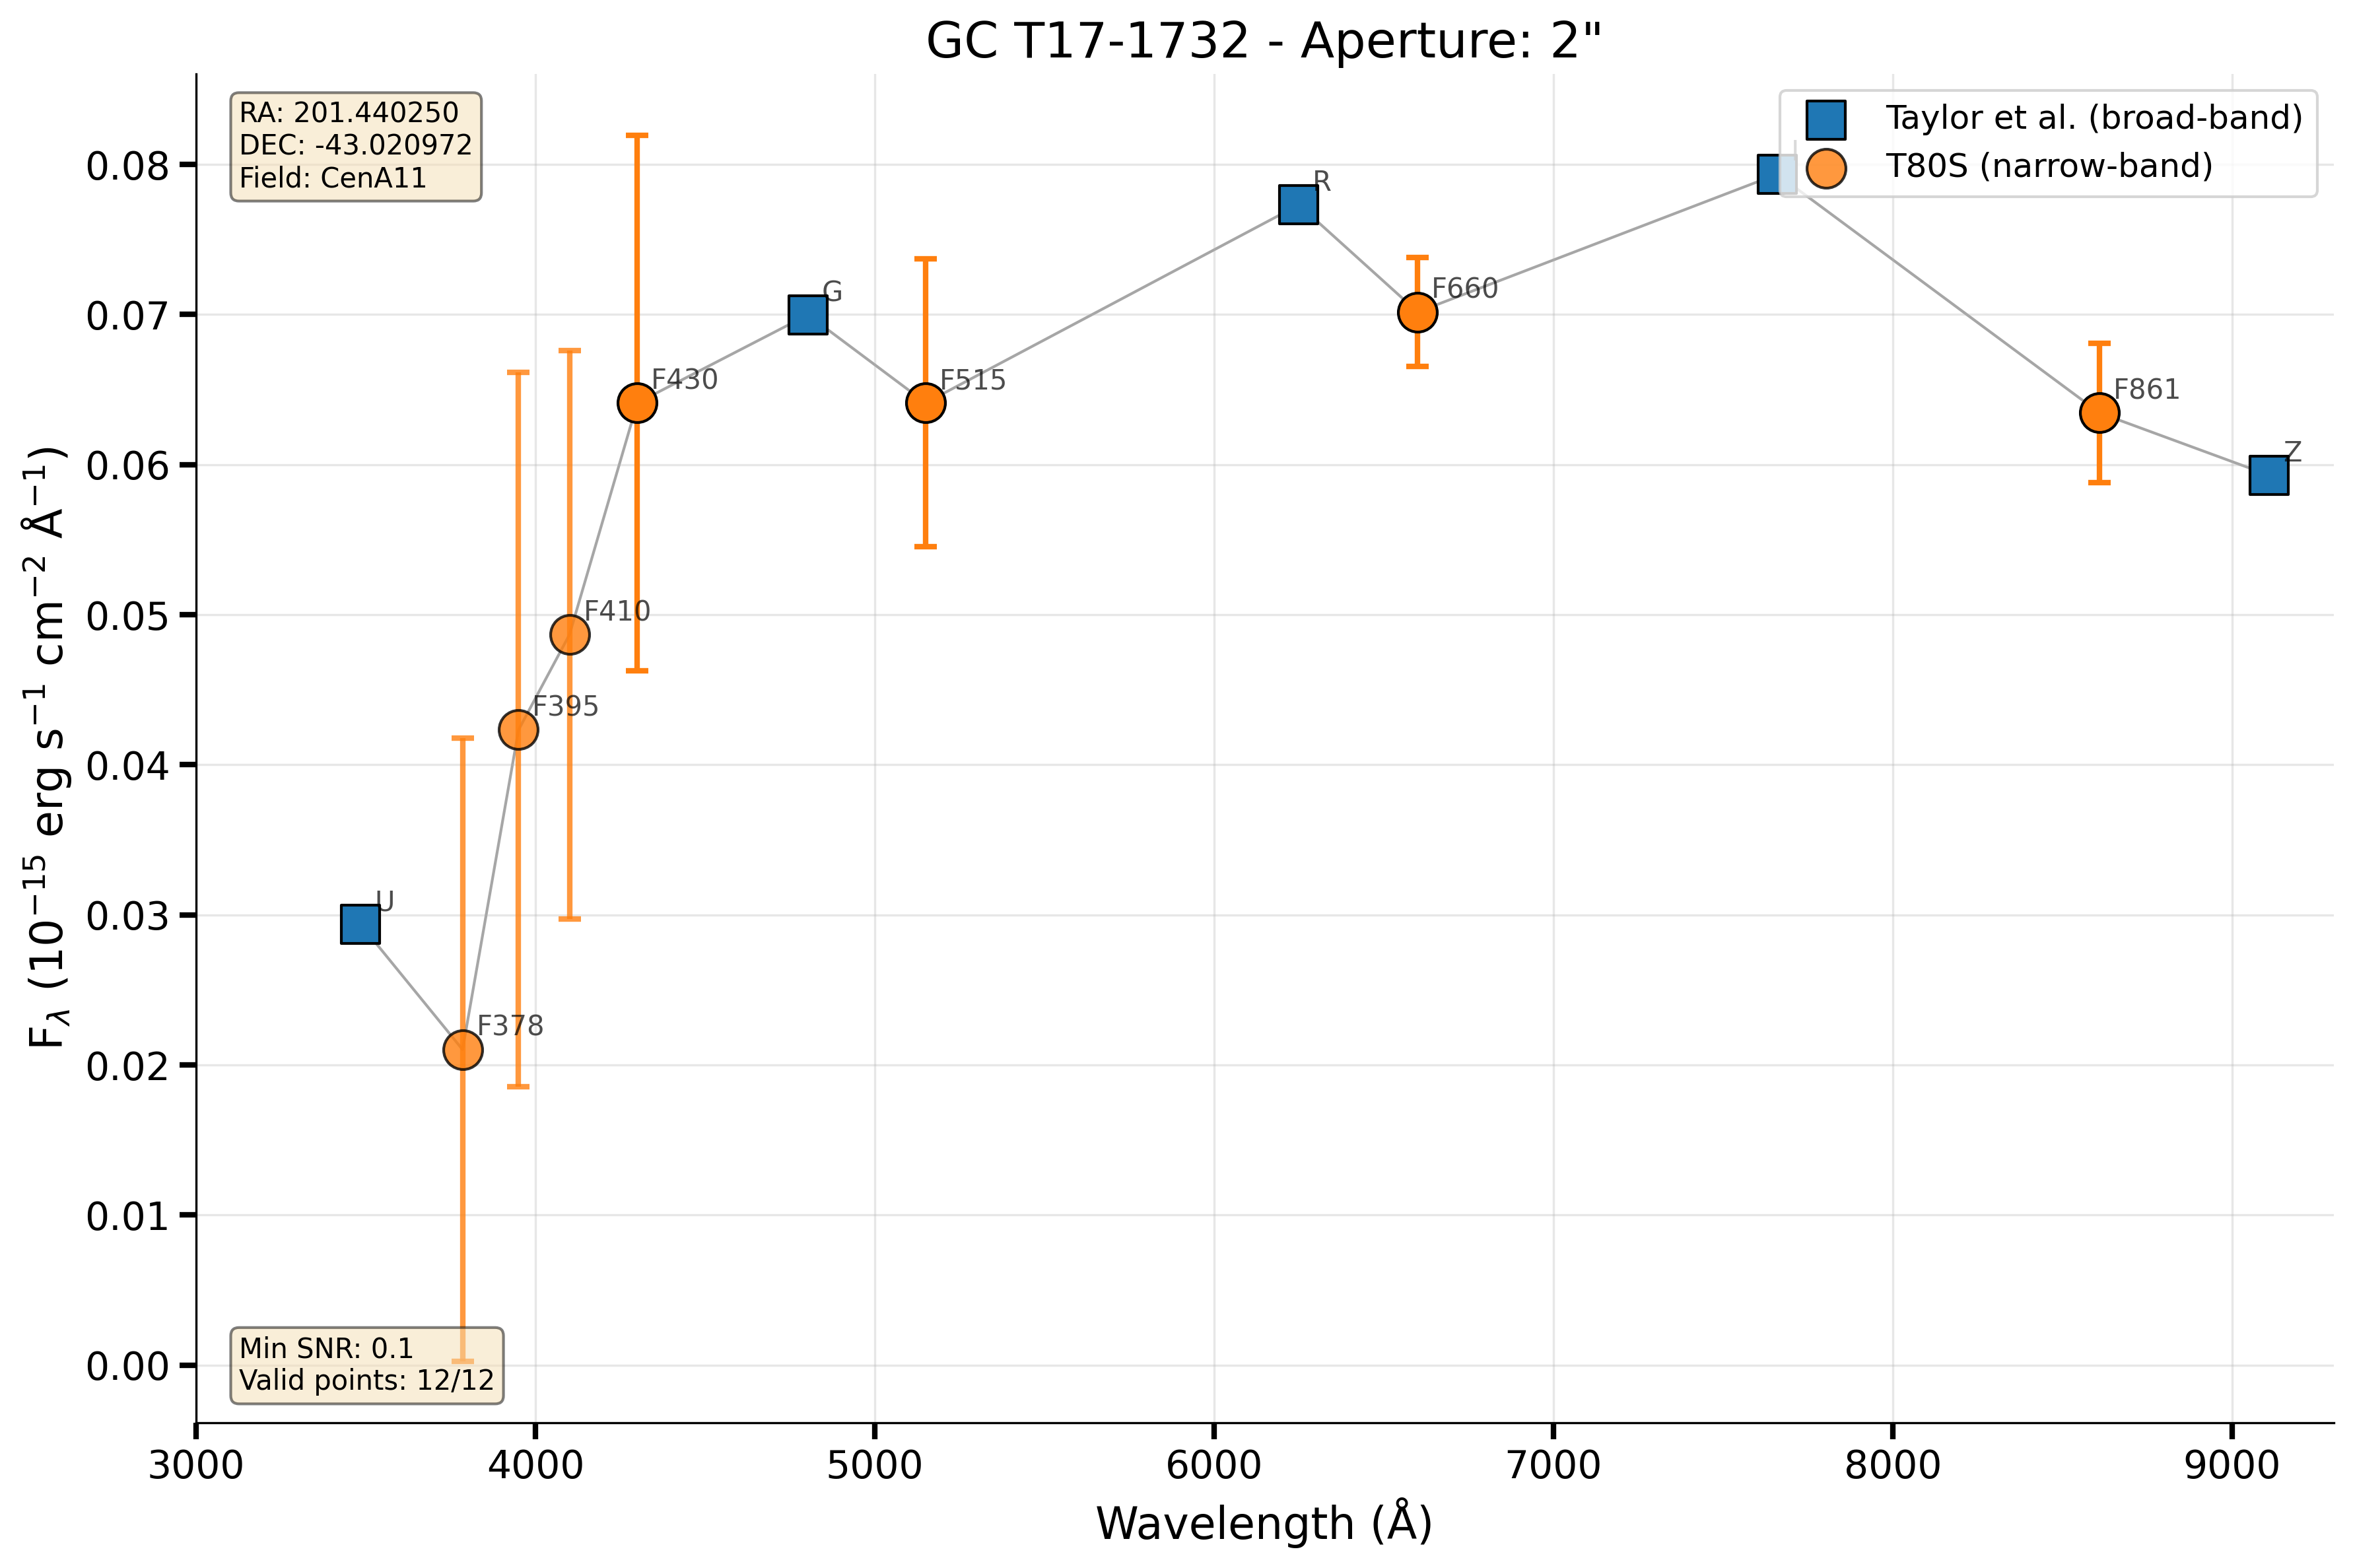 GC T17-1732 - Aperture: 2"
RA: 201.440250
DEC: -43.020972
Field: CenA11
Taylor et al. (broad-band)
T80S (narrow-band)
0.08
0.07
0.06
0.05
0.04
0.03
0.02
0.01
0.00
F_λ (10⁻¹⁵ erg s⁻¹ cm⁻² Å⁻¹)
U
F378
F395
F410
F430
G
F515
R
F660
F861
Z
Min SNR: 0.1
Valid points: 12/12
3000 4000 5000 6000 7000 8000 9000
Wavelength (Å)